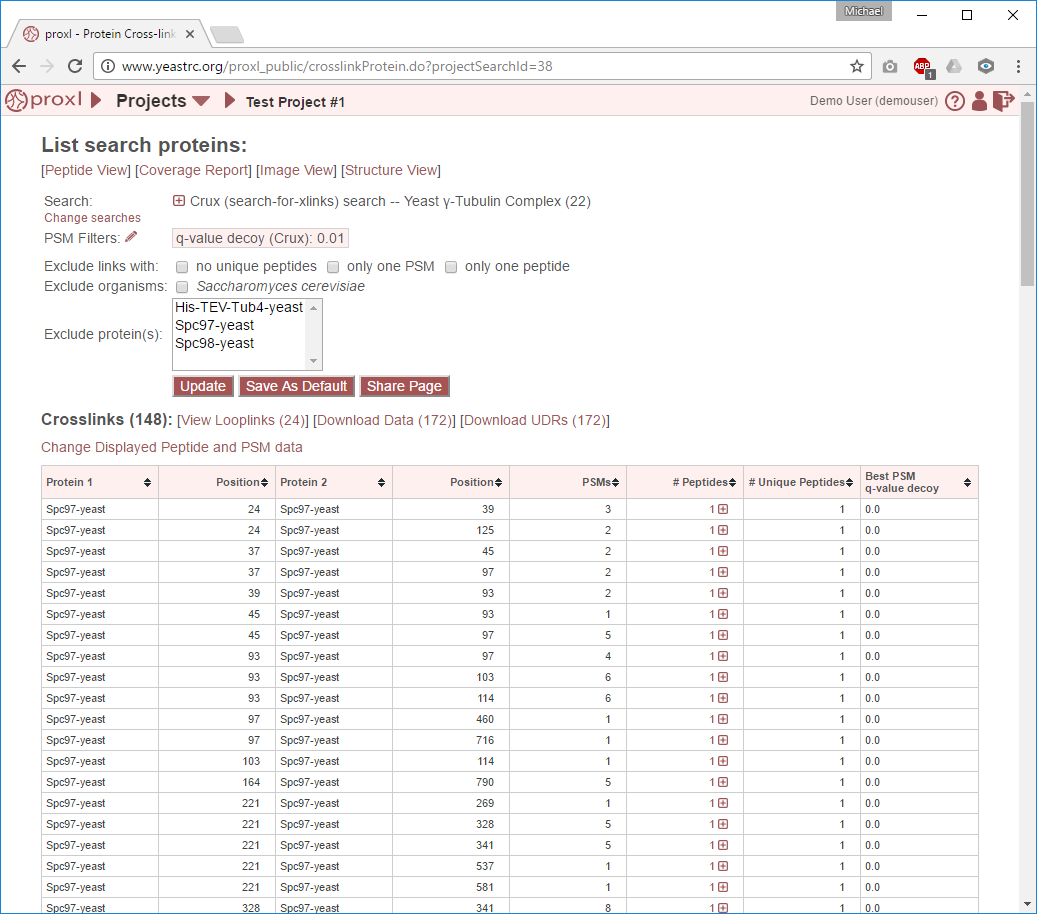 Michael
proxl - Protein Cross-link
www.yeastrc.org/proxl_public/crosslinkProtein.do?projectSearchId=38
ABP
1
proxl Projects Test Project #1 Demo User (demouser) ?
List search proteins:
[Peptide View] [Coverage Report] [Image View] [Structure View]
Search: Crux (search-for-xlinks) search -- Yeast γ-Tubulin Complex (22)
Change searches
PSM Filters: q-value decoy (Crux): 0.01
Exclude links with: no unique peptides only one PSM only one peptide
Exclude organisms: Saccharomyces cerevisiae
Exclude protein(s):
His-TEV-Tub4-yeast
Spc97-yeast
Spc98-yeast
Update Save As Default Share Page
Crosslinks (148): [View Looplinks (24)] [Download Data (172)] [Download UDRs (172)]
Change Displayed Peptide and PSM data
Protein 1 Position Protein 2 Position PSMs # Peptides # Unique Peptides Best PSM q-value decoy
Spc97-yeast 24 Spc97-yeast 39 3 1 1 0.0
Spc97-yeast 24 Spc97-yeast 125 2 1 1 0.0
Spc97-yeast 37 Spc97-yeast 45 2 1 1 0.0
Spc97-yeast 37 Spc97-yeast 97 2 1 1 0.0
Spc97-yeast 39 Spc97-yeast 93 2 1 1 0.0
Spc97-yeast 45 Spc97-yeast 93 1 1 1 0.0
Spc97-yeast 45 Spc97-yeast 97 5 1 1 0.0
Spc97-yeast 93 Spc97-yeast 97 4 1 1 0.0
Spc97-yeast 93 Spc97-yeast 103 6 1 1 0.0
Spc97-yeast 93 Spc97-yeast 114 6 1 1 0.0
Spc97-yeast 97 Spc97-yeast 460 1 1 1 0.0
Spc97-yeast 97 Spc97-yeast 716 1 1 1 0.0
Spc97-yeast 103 Spc97-yeast 114 1 1 1 0.0
Spc97-yeast 164 Spc97-yeast 790 5 1 1 0.0
Spc97-yeast 221 Spc97-yeast 269 1 1 1 0.0
Spc97-yeast 221 Spc97-yeast 328 5 1 1 0.0
Spc97-yeast 221 Spc97-yeast 341 5 1 1 0.0
Spc97-yeast 221 Spc97-yeast 537 1 1 1 0.0
Spc97-yeast 221 Spc97-yeast 581 1 1 1 0.0
Spc97-yeast 328 Spc97-yeast 341 8 1 1 0.0